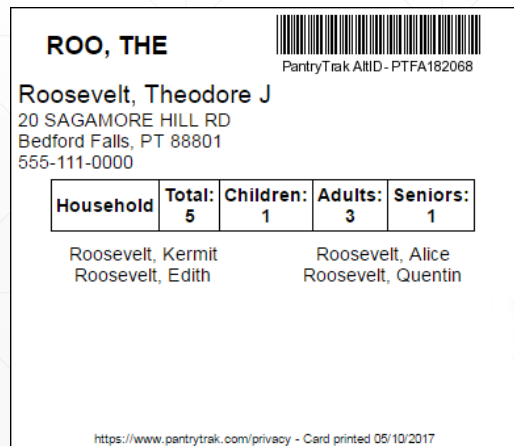 ROO, THE
PantryTrak AltID- PTFA182068
Roosevelt, Theodore J
20 SAGAMORE HILL RD
Bedford Falls, PT 88801
555-111-0000
Household Total: 5 Children: 1 Adults: 3 Seniors: 1
Roosevelt, Kermit Roosevelt, Alice
Roosevelt, Edith Roosevelt, Quentin
https://www.pantrytrak.com/privacy - Card printed 05/10/2017